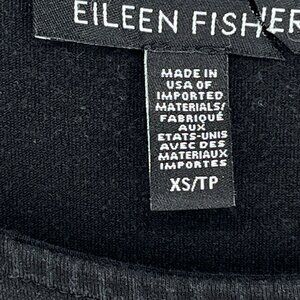 EILEEN FISHER
MADE IN
USA OF
IMPORTED
MATERIALS/
FABRIQUÉ
AUX
ETATS-UNIS
AVEC DES
MATERIAUX
IMPORTES
XS/TP